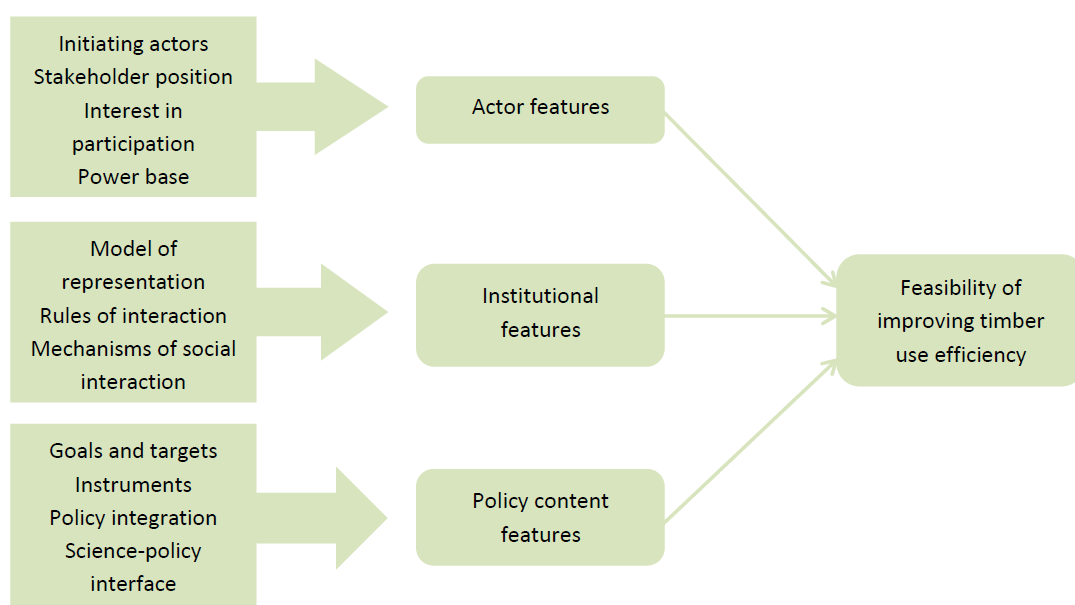 Initiating actors
Stakeholder position
Interest in
participation
Power base
Actor features
Model of
representation
Rules of interaction
Mechanisms of social
interaction
Institutional
features
Feasibility of
improving timber
use efficiency
Goals and targets
Instruments
Policy integration
Science-policy
interface
Policy content
features